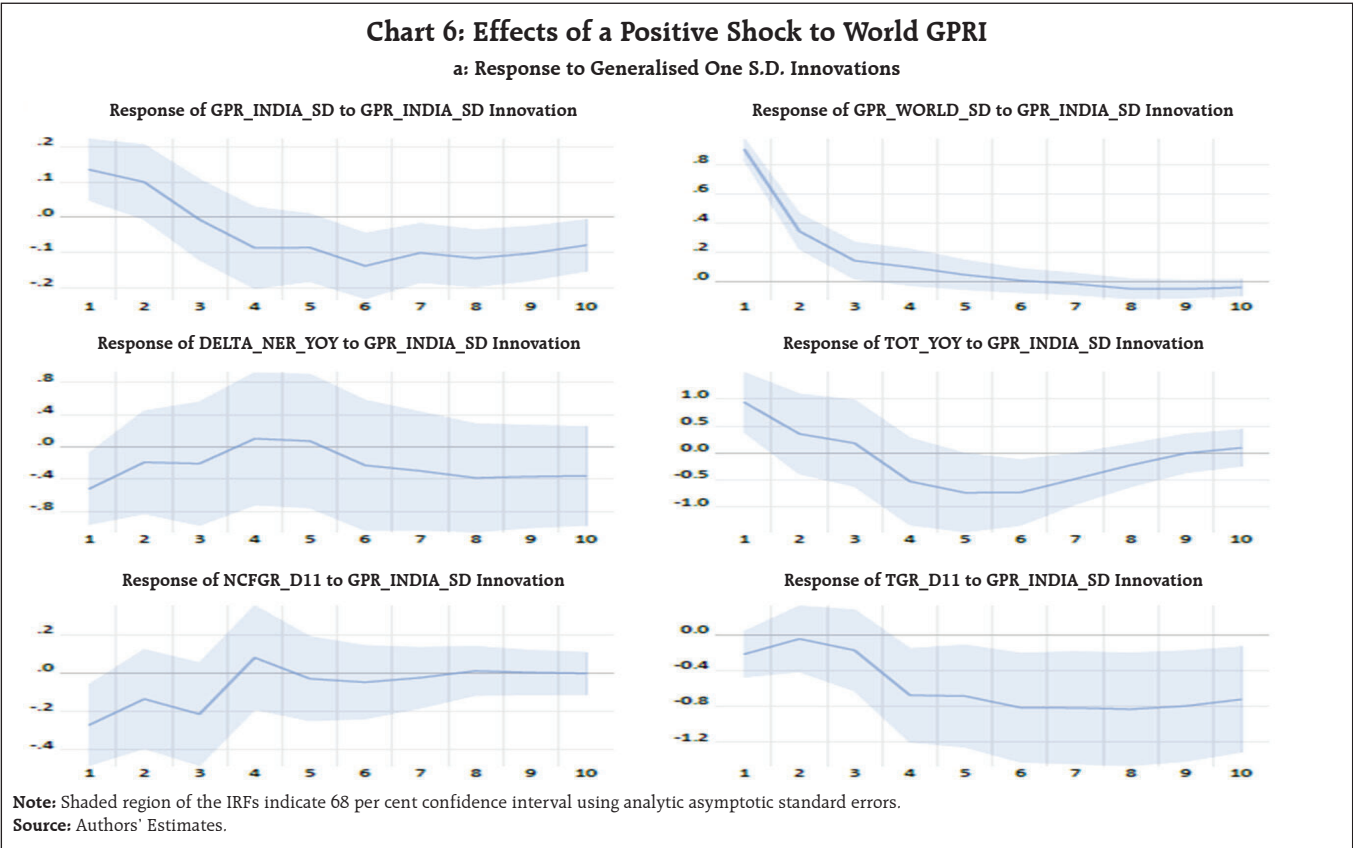 Chart 6: Effects of a Positive Shock to World GPRI
a: Response to Generalised One S.D. Innovations
Response of GPR_INDIA_SD to GPR_INDIA_SD Innovation
.2
.1
.0
-.1
-.2
1 2 3 4 5 6 7 8 9 10
Response of GPR_WORLD_SD to GPR_INDIA_SD Innovation
.8
.6
.4
.2
.0
1 2 3 4 5 6 7 8 9 10
Response of DELTA_NER_YOY to GPR_INDIA_SD Innovation
.8
.4
.0
-.4
-.8
1 2 3 4 5 6 7 8 9 10
Response of TOT_YOY to GPR_INDIA_SD Innovation
1.0
0.5
0.0
-0.5
-1.0
1 2 3 4 5 6 7 8 9 10
Response of NCFGR_D11 to GPR_INDIA_SD Innovation
.2
.0
-.2
-.4
1 2 3 4 5 6 7 8 9 10
Response of TGR_D11 to GPR_INDIA_SD Innovation
0.0
-0.4
-0.8
-1.2
1 2 3 4 5 6 7 8 9 10
Note: Shaded region of the IRFs indicate 68 per cent confidence interval using analytic asymptotic standard errors.
Source: Authors' Estimates.